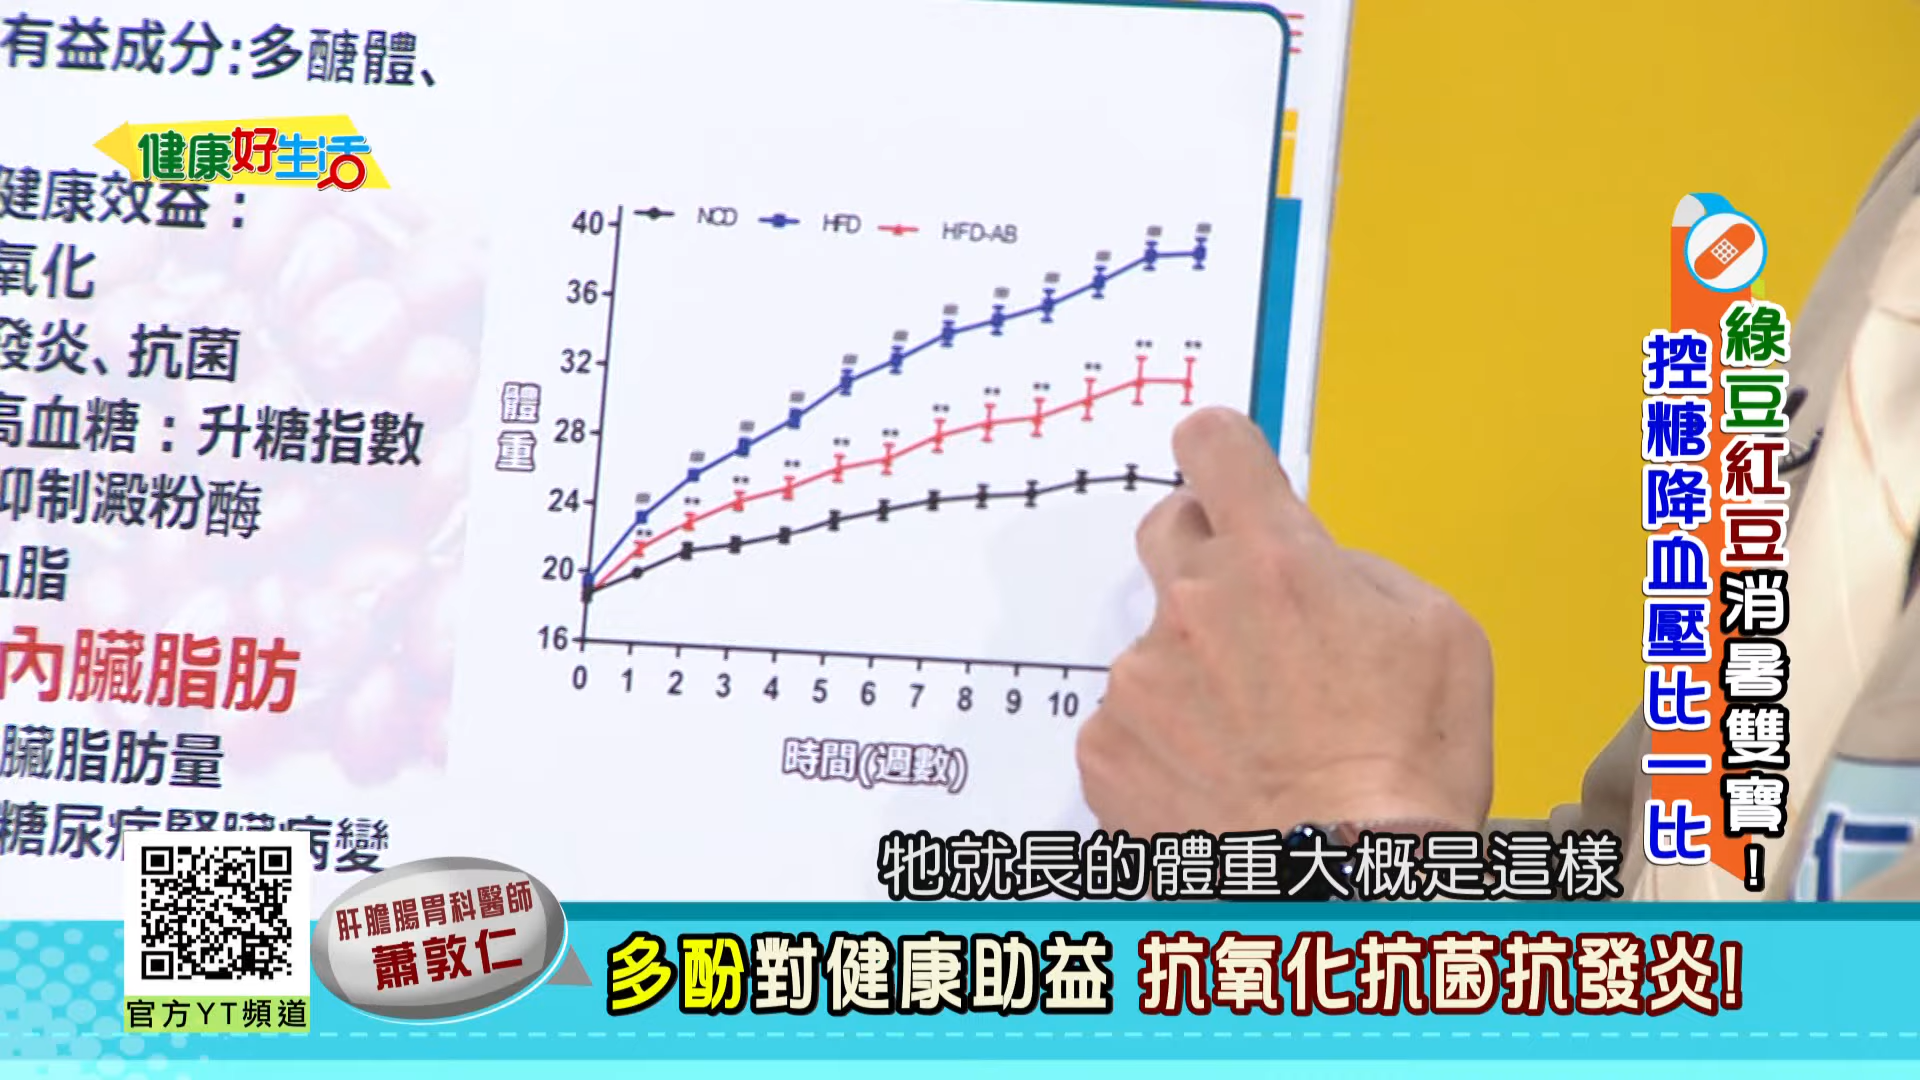 有益成分:多醣體、
健康好生活
健康效益：
氧化
發炎、抗菌
高血糖：升糖指數
抑制澱粉酶
血脂
內臟脂肪
臟脂肪量
糖尿病腎臟病變
NCD HFD HFD-AB
40
36
32
28
24
20
16
體重
0 1 2 3 4 5 6 7 8 9 10
時間(週數)
綠豆紅豆消暑雙寶!
控糖降血壓比一比
牠就長的體重大概是這樣
肝膽腸胃科醫師
蕭敦仁
官方YT頻道
多酚對健康助益 抗氧化抗菌抗發炎!
仁